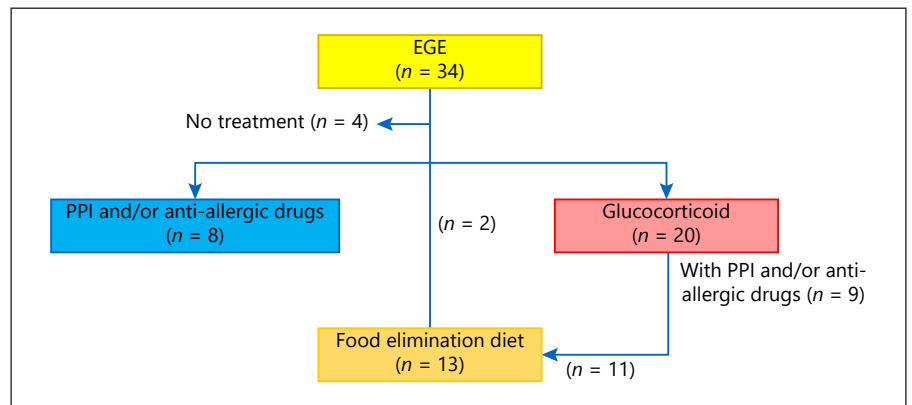 EGE
(n = 34)
No treatment (n = 4)
PPI and/or anti-allergic drugs
(n = 8)
(n = 2)
Glucocorticoid
(n = 20)
With PPI and/or anti-
allergic drugs (n = 9)
Food elimination diet
(n = 13)
(n = 11)